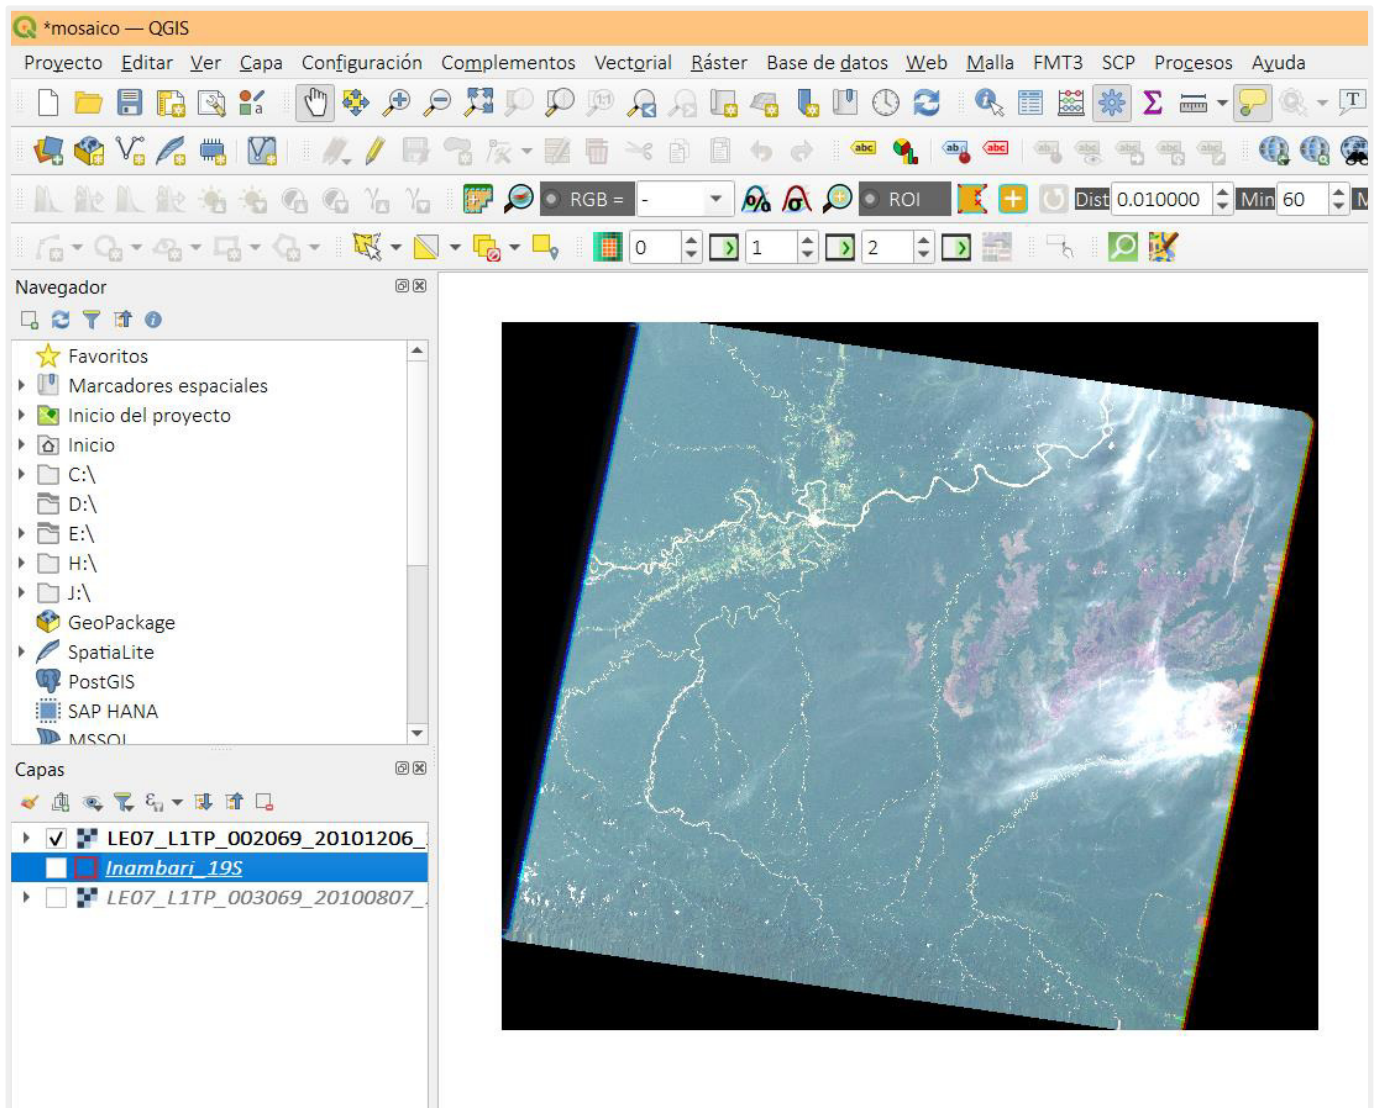 *mosaico — QGIS
Proyecto Editar Ver Capa Configuración Complementos Vectorial Ráster Base de datos Web Malla FMT3 SCP Procesos Ayuda
RGB = - ROI Dist 0.010000 Min 60 M
0 1 2
Navegador
Favoritos
Marcadores espaciales
Inicio del proyecto
Inicio
C:\
D:\
E:\
H:\
J:\
GeoPackage
SpatiaLite
PostGIS
SAP HANA
MSSQL
Capas
LE07_L1TP_002069_20101206_
Inambari_19S
LE07_L1TP_003069_20100807_